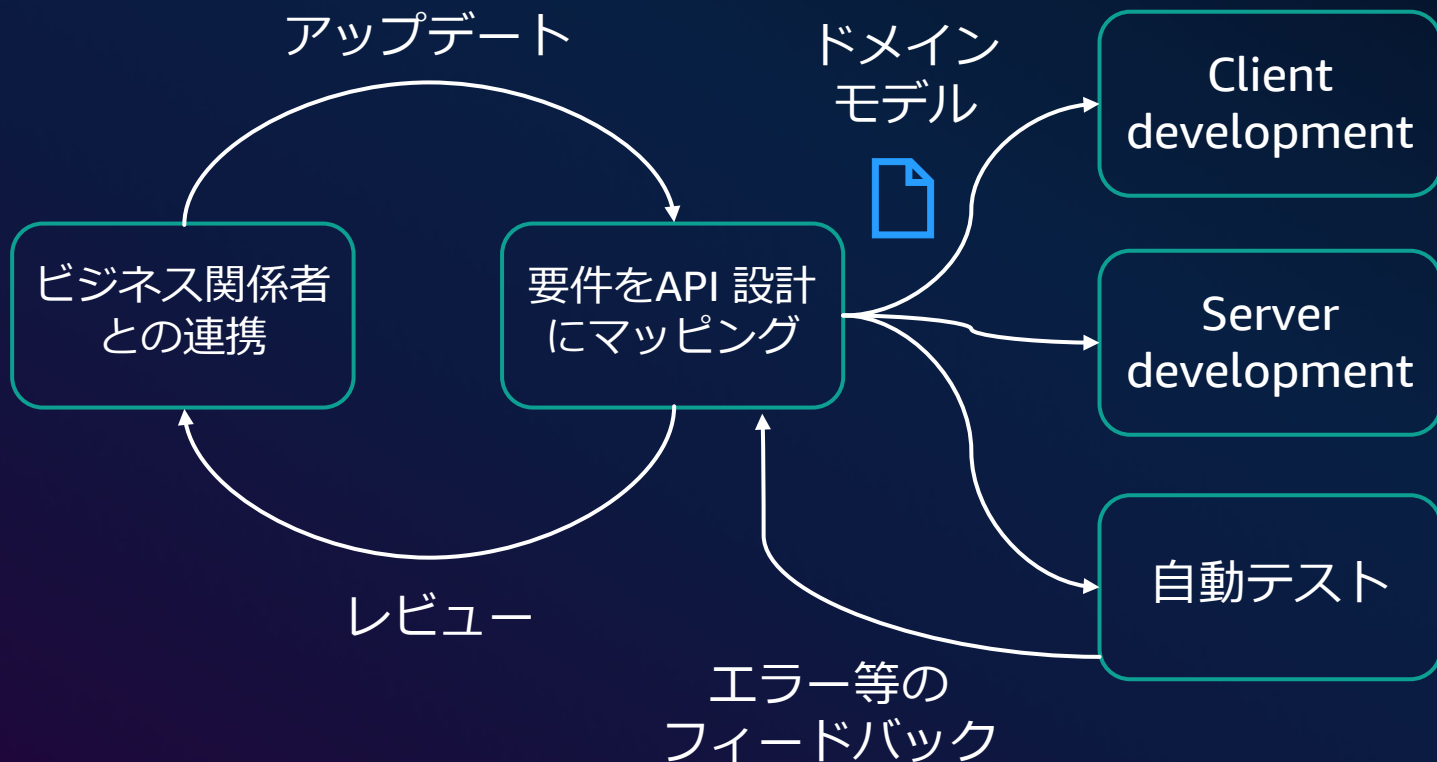 アップデート
ドメイン
モデル
Client
development
ビジネス関係者
との連携
要件をAPI 設計
にマッピング
Server
development
自動テスト
レビュー
エラー等の
フィードバック